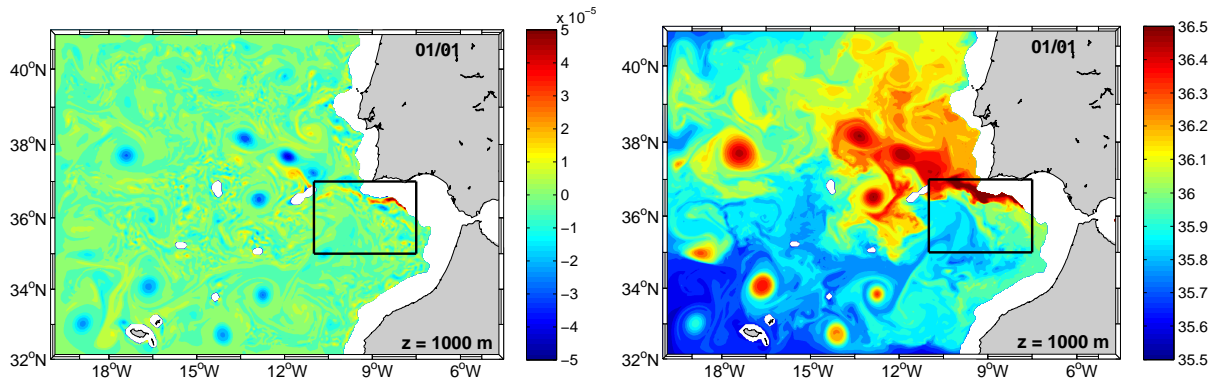 x 10⁻⁵
01/01
z = 1000 m
40°N
38°N
36°N
34°N
32°N
18°W
15°W
12°W
9°W
6°W
5
4
3
2
1
0
−1
−2
−3
−4
−5
01/01
z = 1000 m
40°N
38°N
36°N
34°N
32°N
18°W
15°W
12°W
9°W
6°W
36.5
36.4
36.3
36.2
36.1
36
35.9
35.8
35.7
35.6
35.5